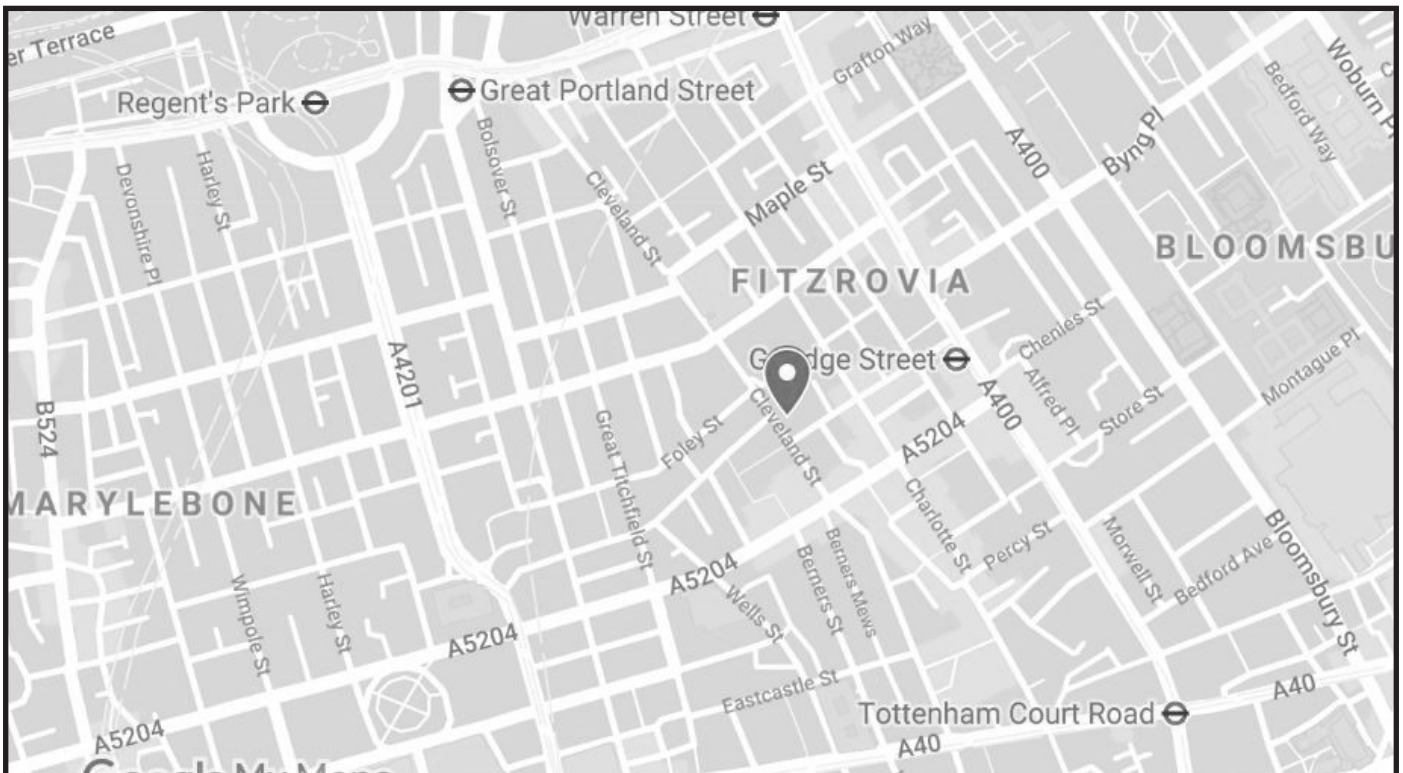 Warren Street
er Terrace
Grafton Way
Woburn P
Regent's Park
Great Portland Street
Bedford Way
A400
Byng Pl
Bolsover St
Harley St
Devonshire Pl
Cleveland St
Maple St
BLOOMSBU
FITZROVIA
Chenies St
G dge Street
Montague Pl
A4201
Alfred Pl
A400
Store St
B524
Cleveland St
Great Titchfield St
Foley St
A5204
MARYLEBONE
Charlotte St
Percy St
Morwell St
Bedford Ave
Bloomsbury St
Berners Mews
Berners St
A5204
Wells St
Wimpole St
Harley St
A5204
Eastcastle St
Tottenham Court Road
A40
A5204
A40
Google My Maps